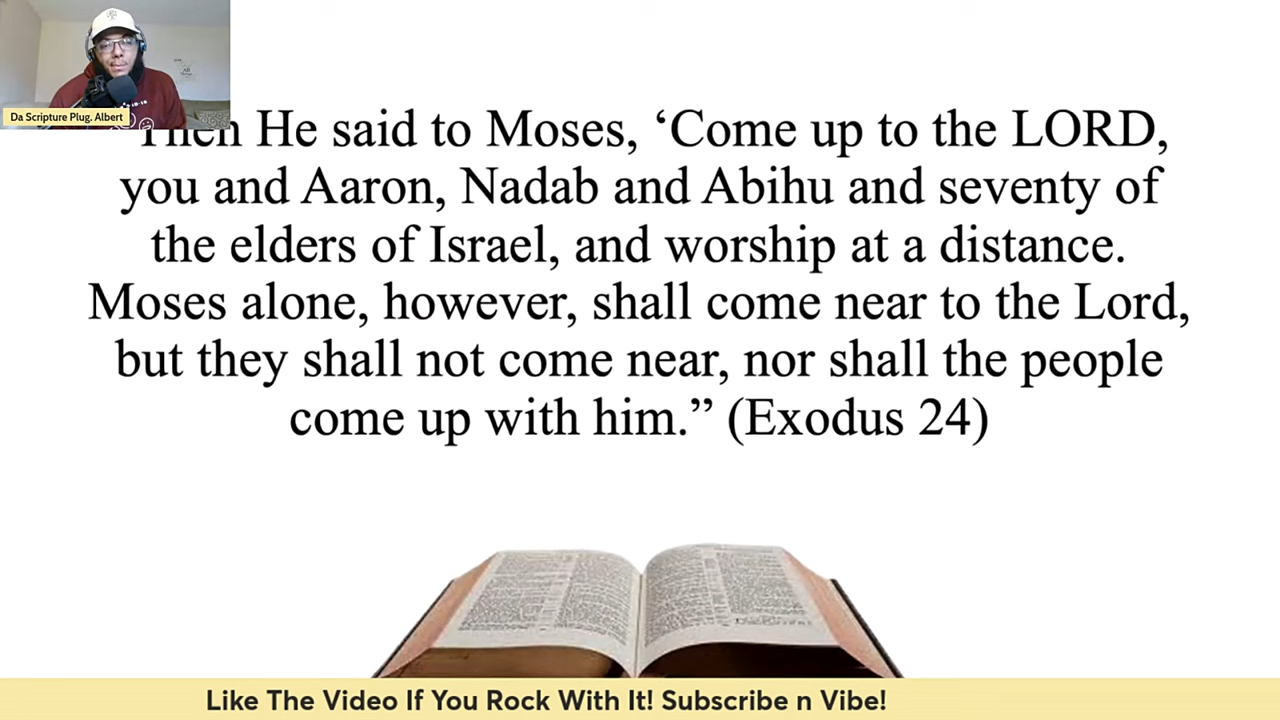 Da Scripture Plug. Albert
Then He said to Moses, ‘Come up to the LORD,
you and Aaron, Nadab and Abihu and seventy of
the elders of Israel, and worship at a distance.
Moses alone, however, shall come near to the Lord,
but they shall not come near, nor shall the people
come up with him.” (Exodus 24)
Like The Video If You Rock With It! Subscribe n Vibe!